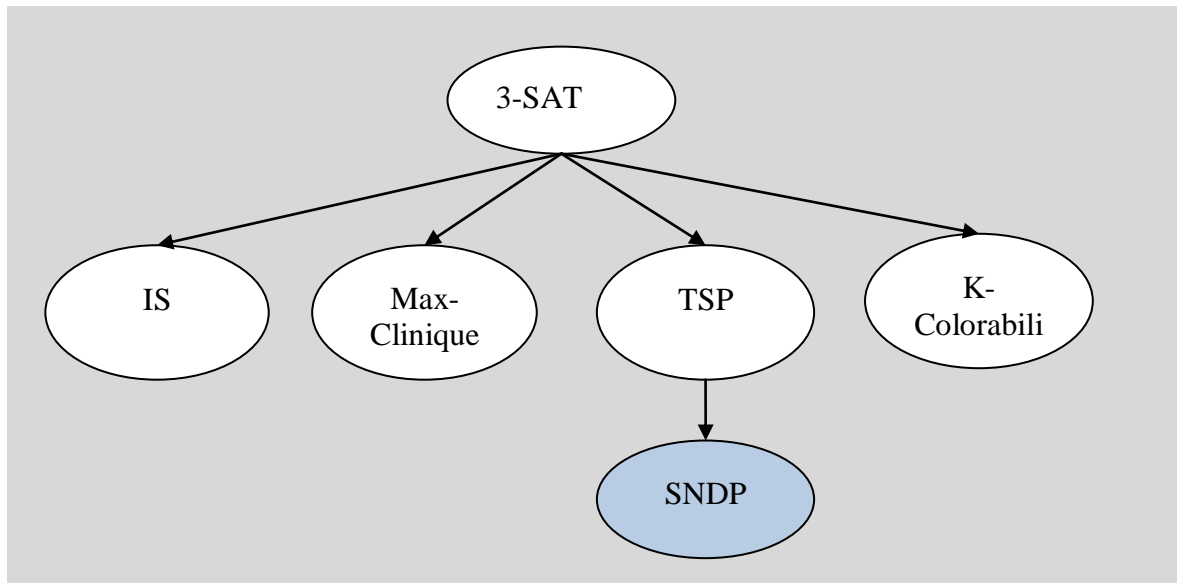 3-SAT
IS
Max-
Clinique
TSP
K-
Colorabili
SNDP